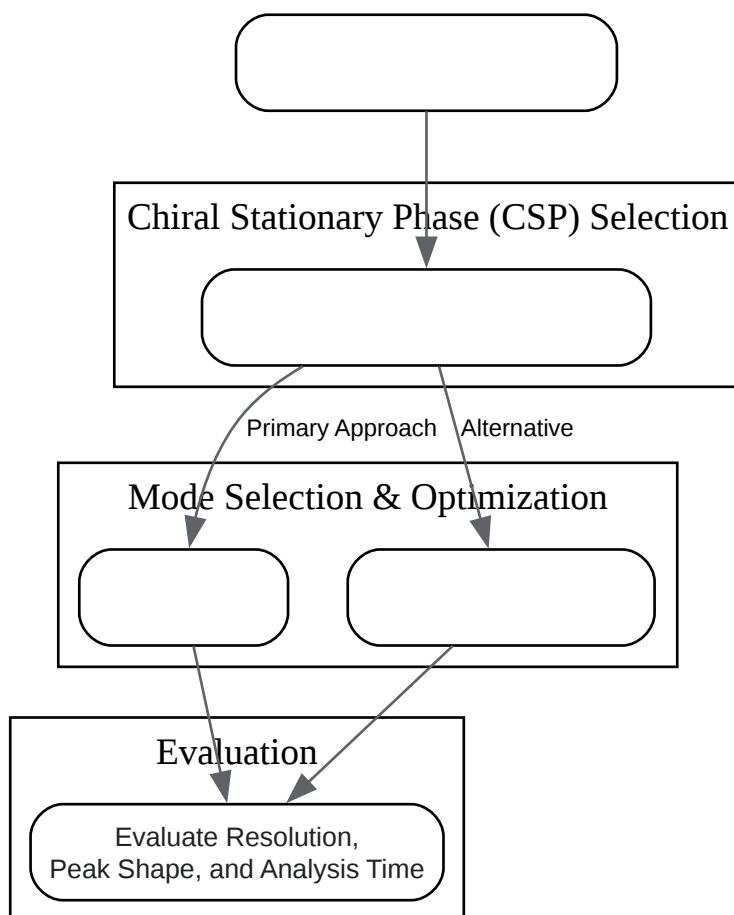 Chiral Stationary Phase (CSP) Selection
Primary Approach
Alternative
Mode Selection & Optimization
Evaluation
Evaluate Resolution,
Peak Shape, and Analysis Time